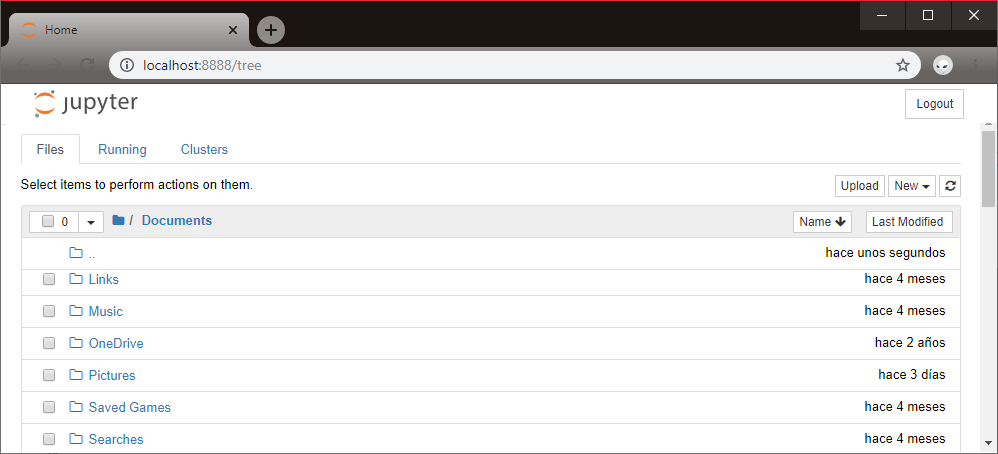 Home
localhost:8888/tree
jupyter
Logout
Files Running Clusters
Select items to perform actions on them.
Upload New
0 / Documents Name Last Modified
.. hace unos segundos
Links hace 4 meses
Music hace 4 meses
OneDrive hace 2 años
Pictures hace 3 días
Saved Games hace 4 meses
Searches hace 4 meses